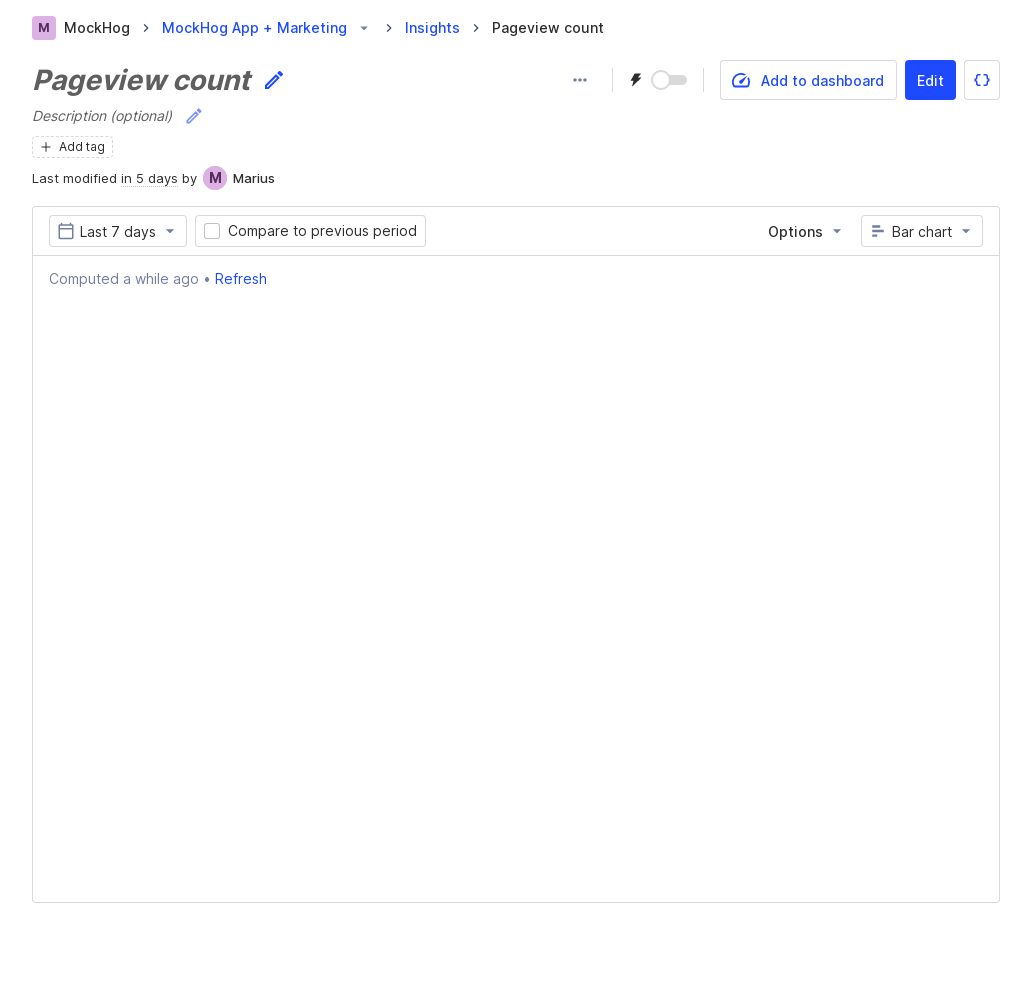 M MockHog MockHog App + Marketing Insights Pageview count
Pageview count
Add to dashboard Edit {}
Description (optional)
Add tag
Last modified in 5 days by M Marius
Last 7 days Compare to previous period Options Bar chart
Computed a while ago • Refresh